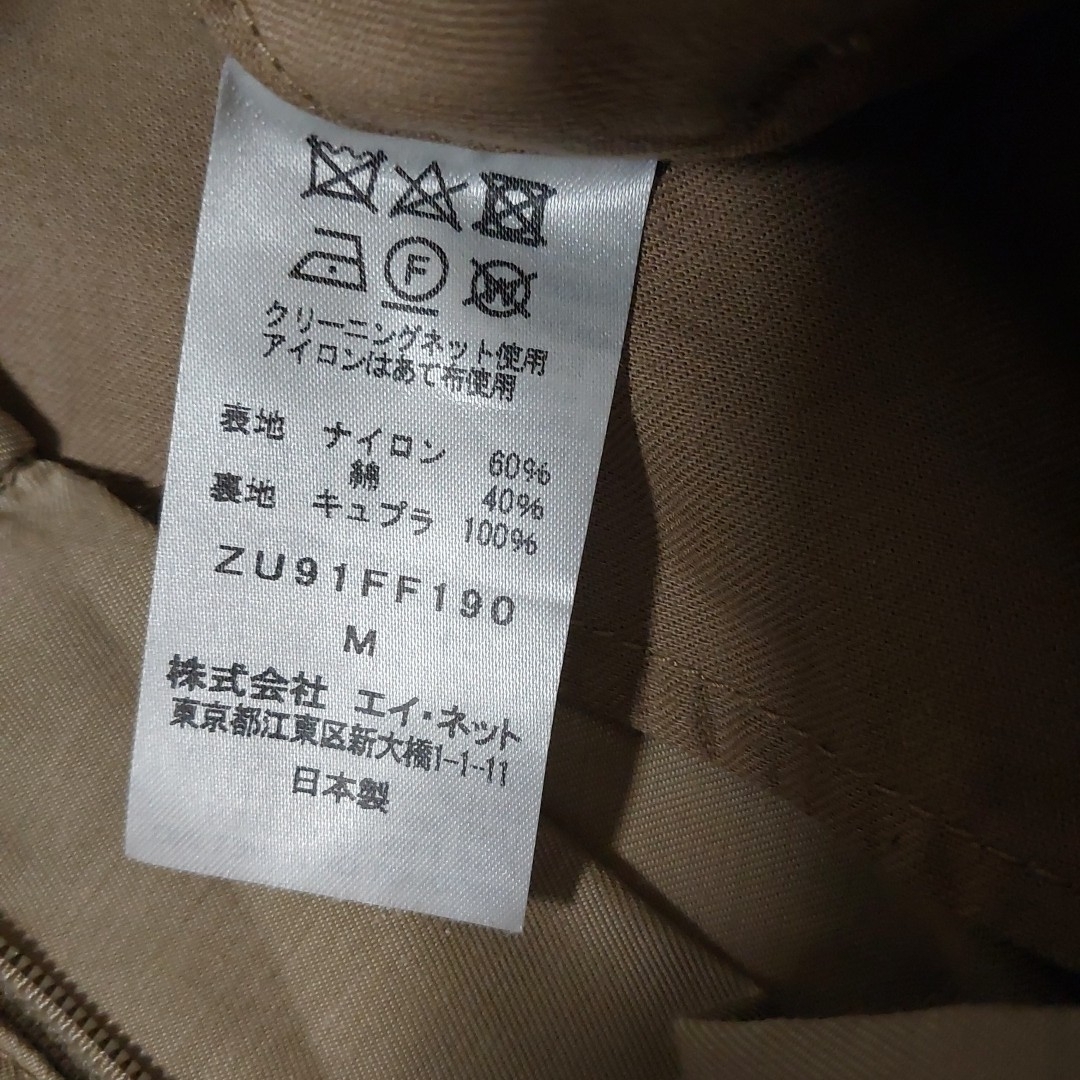 F
W
クリーニングネット使用
アイロンはあて布使用
表地 ナイロン 60%
綿 40%
裏地 キュプラ 100%
ZU91FF190
M
株式会社 エイ・ネット
東京都江東区新大橋1-1-11
日本製